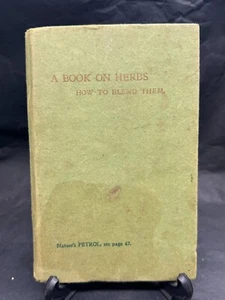 A BOOK ON HERBS
HOW TO BLEND THEM.
Nature's PETROL, see page 47.